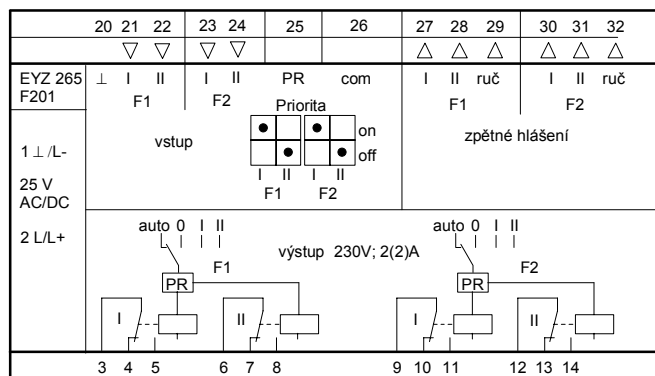 20 21 22 23 24 25 26 27 28 29 30 31 32
EYZ 265 ⊥ I II I II PR com I II ruč I II ruč
F201 F1 F2 F1 F2
Priorita
on
vstup zpětné hlášení
1 ⊥ /L- off
I II I II
25 V F1 F2
AC/DC
2 L/L+ auto 0 I II auto 0 I II
výstup 230V; 2(2)A
F1 F2
PR PR
I II I II
3 4 5 6 7 8 9 10 11 12 13 14